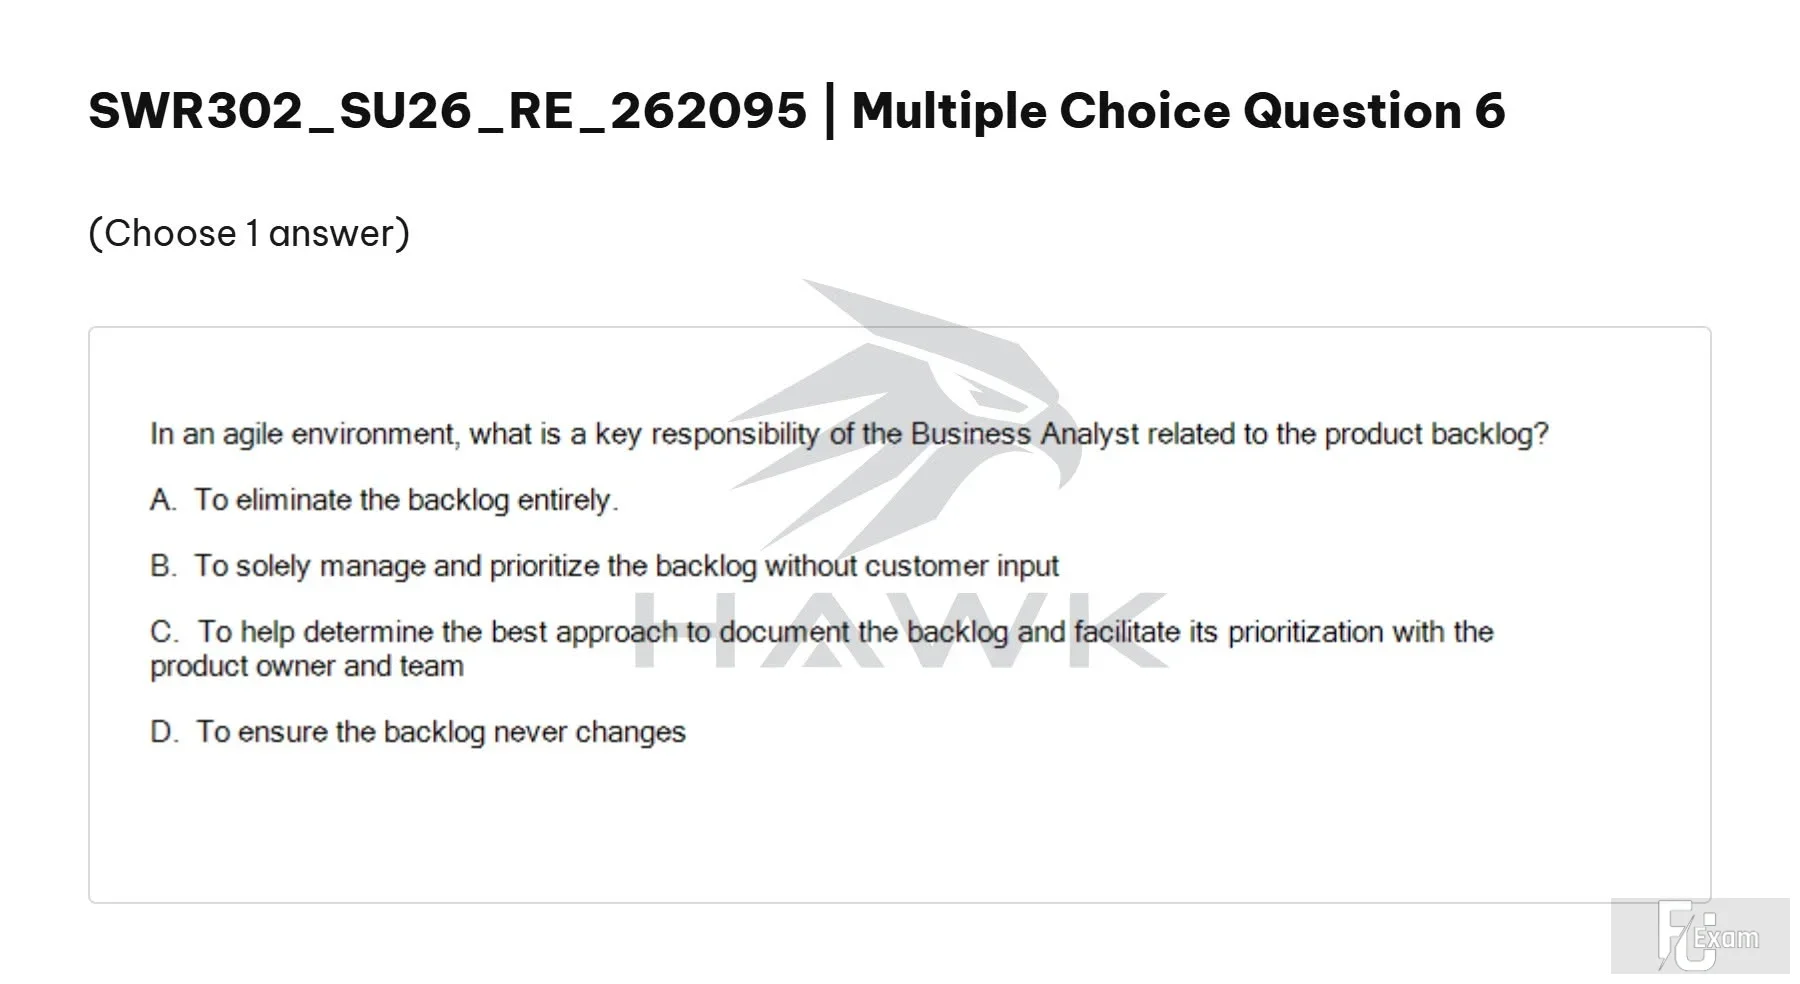 SWR302_SU26_RE_262095 | Multiple Choice Question 6
(Choose 1 answer)
In an agile environment, what is a key responsibility of the Business Analyst related to the product backlog?
A. To eliminate the backlog entirely.
B. To solely manage and prioritize the backlog without customer input
HAWK
C. To help determine the best approach to document the backlog and facilitate its prioritization with the
product owner and team
D. To ensure the backlog never changes
FU Exam